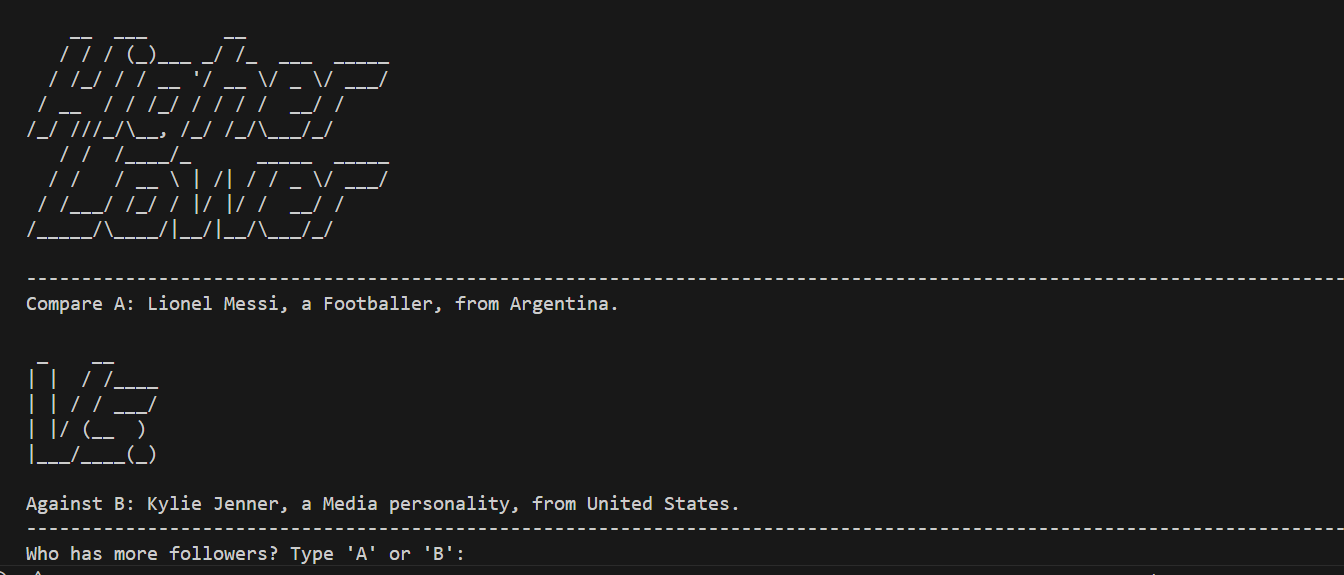 __  ___       __
   / / / (_)___ _/ /_  ___  _____
  / /_/ / / __ '/ __ \/ _ \/ ___/
 / __  / / /_/ / / / /  __/ /
/_/ ///_/\__, /_/ /_/\___/_/
   / /  /____/_      _____  _____
  / /   / __ \ | /| / / _ \/ ___/
 / /___/ /_/ / |/ |/ /  __/ /
/_____/\____/|__/|__/\___/_/
------------------------------------------------------------------------------------------------------------------------
Compare A: Lionel Messi, a Footballer, from Argentina.
 _    __
| |  / /____
| | / / ___/
| |/ (__  )
|___/____(_)
Against B: Kylie Jenner, a Media personality, from United States.
------------------------------------------------------------------------------------------------------------------------
Who has more followers? Type 'A' or 'B':